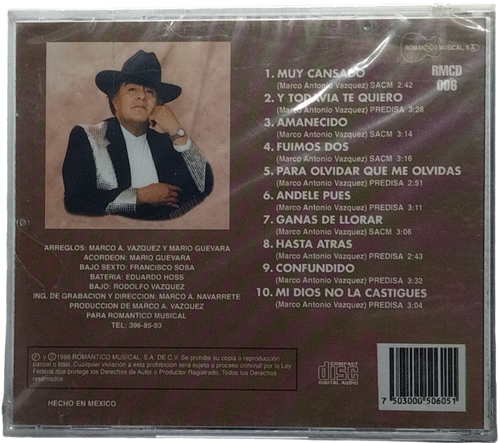 ROMANTICO MUSICAL, S.A.
RMCD
006
1. MUY CANSADO
(Marco Antonio Vazquez) SACM 2:42
2. Y TODAVIA TE QUIERO
(Marco Antonio Vazquez) PREDISA 3:28
3. AMANECIDO
(Marco Antonio Vazquez) SACM 3:14
4. FUIMOS DOS
(Marco Antonio Vazquez) SACM 3:16
5. PARA OLVIDAR QUE ME OLVIDAS
(Marco Antonio Vazquez) PREDISA 2:51
6. ANDELE PUES
(Marco Antonio Vazquez) PREDISA 3:11
7. GANAS DE LLORAR
(Marco Antonio Vazquez) SACM 3:06
8. HASTA ATRAS
(Marco Antonio Vazquez) PREDISA 2:43
9. CONFUNDIDO
(Marco Antonio Vazquez) PREDISA 3:32
10. MI DIOS NO LA CASTIGUES
(Marco Antonio Vazquez) PREDISA 3:04
ARREGLOS: MARCO A. VAZQUEZ Y MARIO GUEVARA
ACORDEON: MARIO GUEVARA
BAJO SEXTO: FRANCISCO SOSA
BATERIA: EDUARDO HOSS
BAJO: RODOLFO VAZQUEZ
ING. DE GRABACION Y DIRECCION: MARCO A. NAVARRETE
PRODUCCION DE MARCO A. VAZQUEZ
PARA ROMANTICO MUSICAL
TEL: 396-85-93
Ⓟ y © 1996 ROMANTICO MUSICAL, S.A. DE C.V. Se prohibe su copia o reproducción
parcial o total. Cualquier violación a esta prohibición será sujeto a proceso criminal por la Ley
Federal que protege los Derechos de Autor o Productor Registrado. Todos los Derechos
Reservados.
COMPACT
disc
DIGITAL AUDIO
7 503000 506051
HECHO EN MEXICO